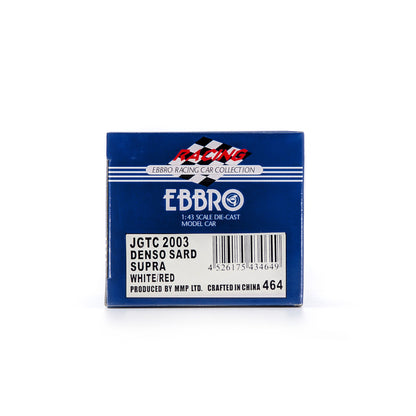 RACING
EBBRO RACING CAR COLLECTION
EBBRO
1:43 SCALE DIE-CAST
MODEL CAR
JGTC 2003
DENSO SARD
SUPRA
WHITE/RED
4 526175 434649
PRODUCED BY MMP LTD. CRAFTED IN CHINA 464